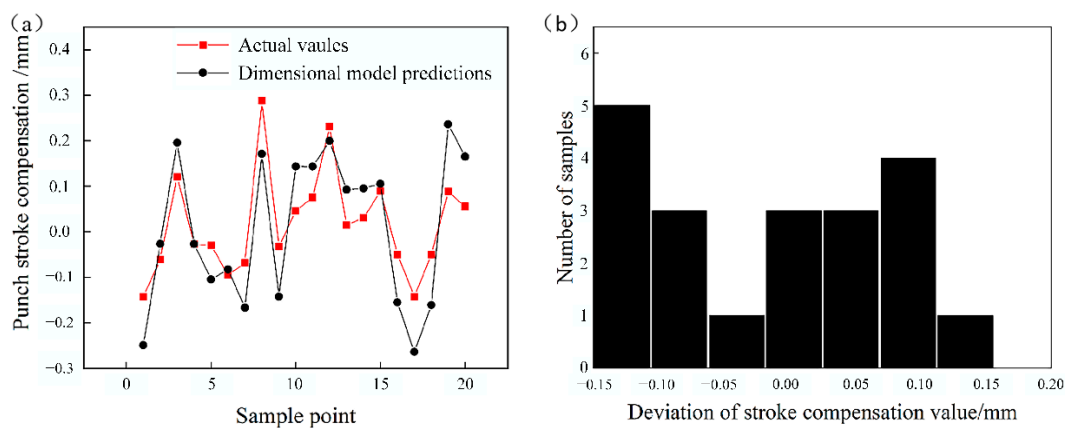 (a)
Punch stroke compensation /mm
0.4
0.3
0.2
0.1
0.0
−0.1
−0.2
−0.3
Actual vaules
Dimensional model predictions
0 5 10 15 20
Sample point
(b)
Number of samples
6
5
4
3
2
1
0
−0.15 −0.10 −0.05 0.00 0.05 0.10 0.15 0.20
Deviation of stroke compensation value/mm